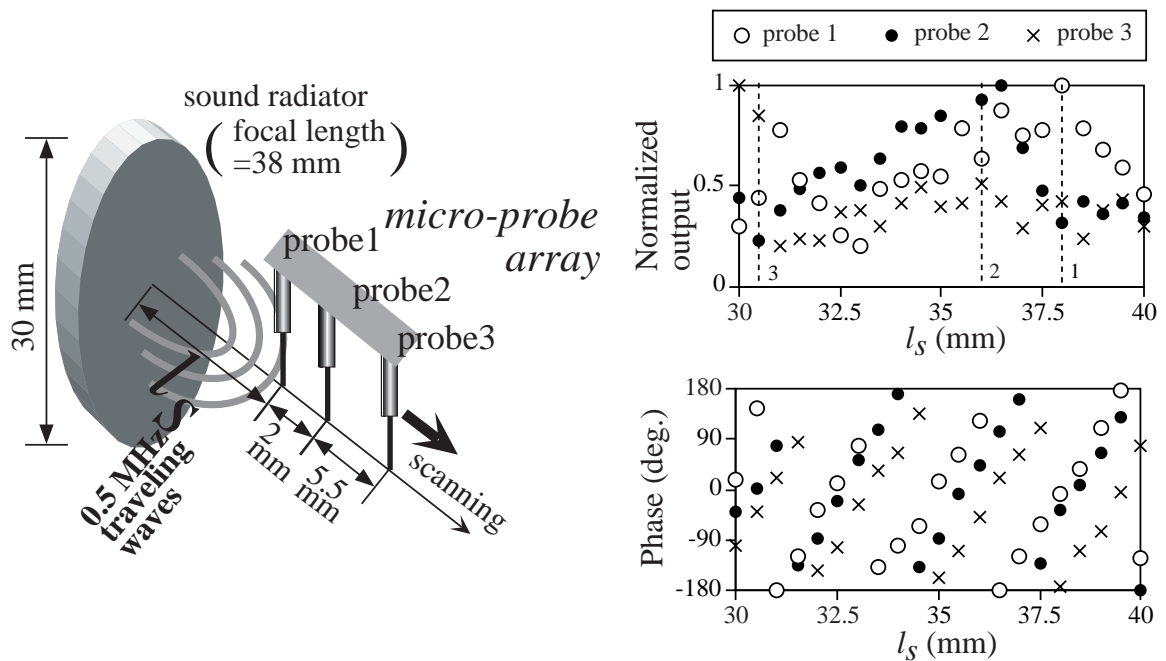 probe 1
probe 2
probe 3
sound radiator
( focal length
=38 mm )
micro-probe
array
30 mm
probe1
probe2
probe3
ls
0.5 MHz
traveling
waves
2
mm
5.5
mm
scanning
Normalized
output
1
0.5
0
3
2
1
30
32.5
35
37.5
40
ls (mm)
Phase (deg.)
180
90
0
-90
-180
30
32.5
35
37.5
40
ls (mm)